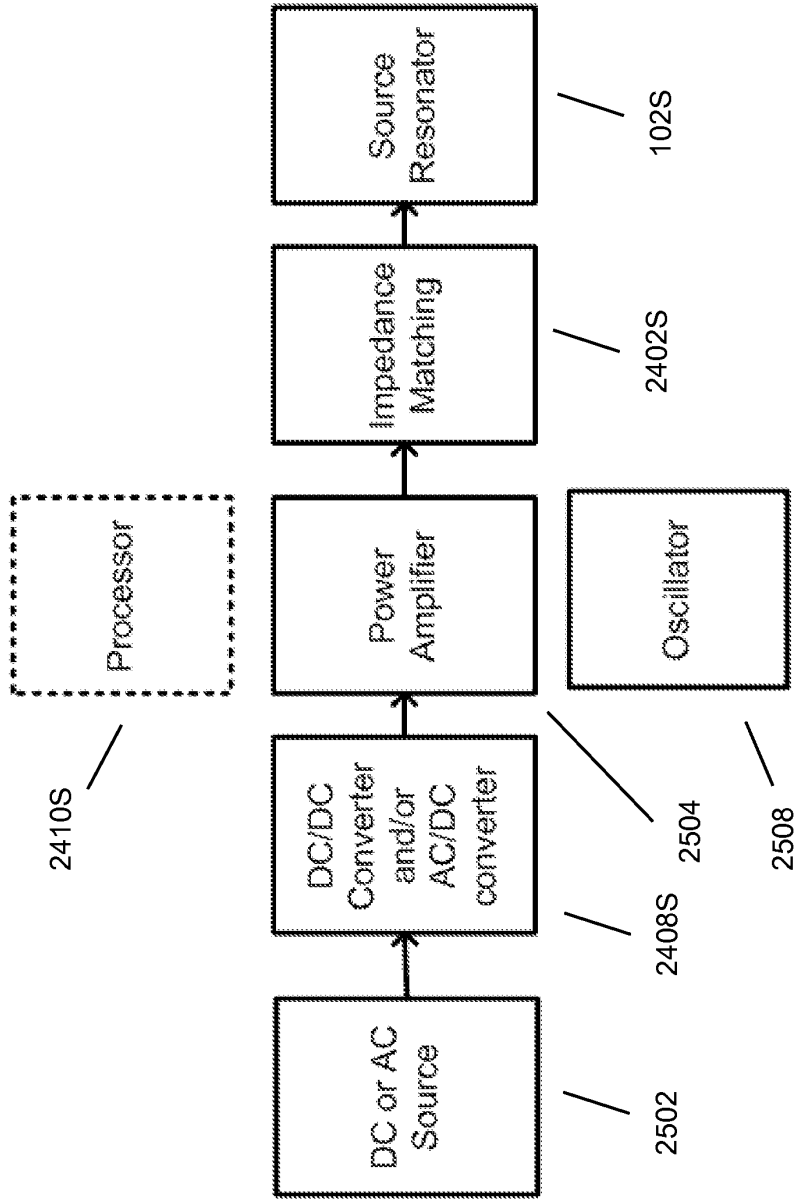 Processor
2410S
DC or AC
Source
2502
DC/DC
Converter
and/or
AC/DC
converter
2408S
Power
Amplifier
2504
Impedance
Matching
2402S
Source
Resonator
102S
Oscillator
2508